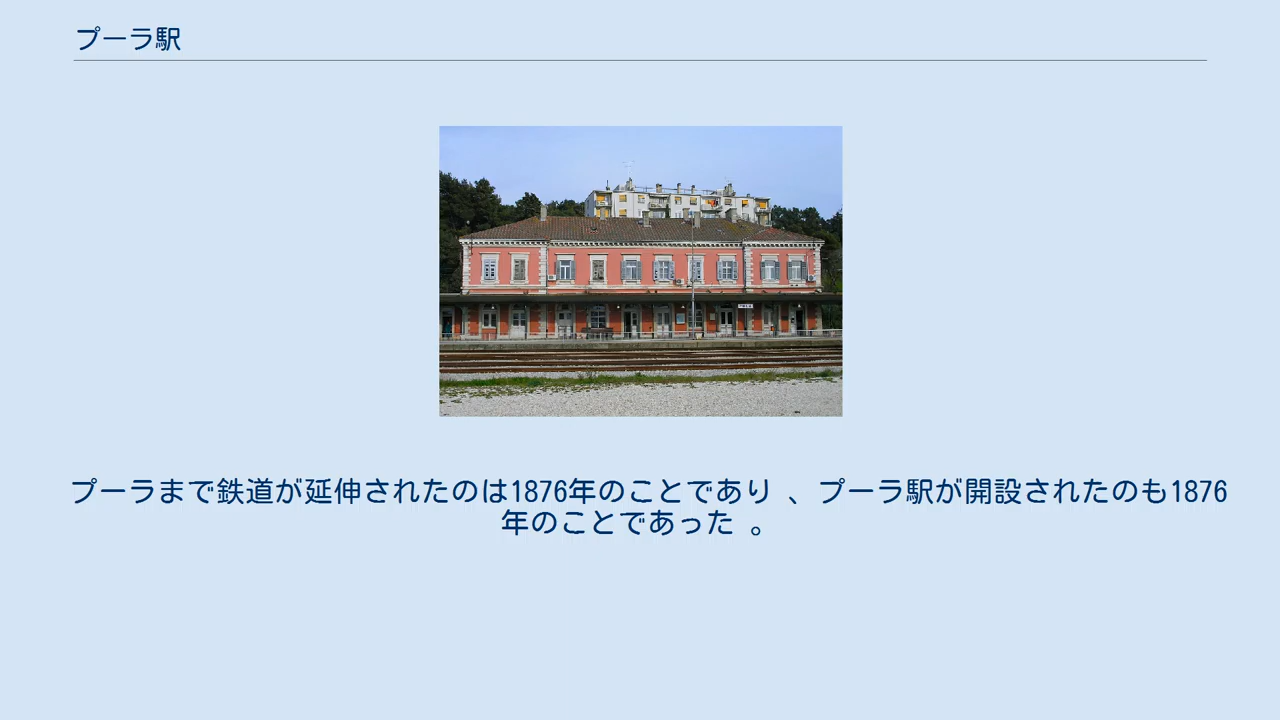 プーラ駅
プーラまで鉄道が延伸されたのは1876年のことであり 、プーラ駅が開設されたのも1876
年のことであった 。